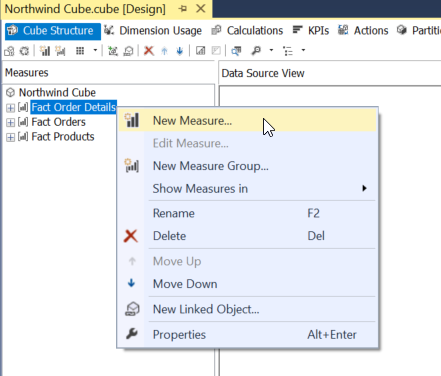 Northwind Cube.cube [Design]
Cube Structure Dimension Usage Calculations KPIs Actions
Measures Data Source View
Northwind Cube
Fact Order Details
Fact Orders
Fact Products
New Measure...
Edit Measure...
New Measure Group...
Show Measures in
Rename F2
Delete Del
Move Up
Move Down
New Linked Object...
Properties Alt+Enter